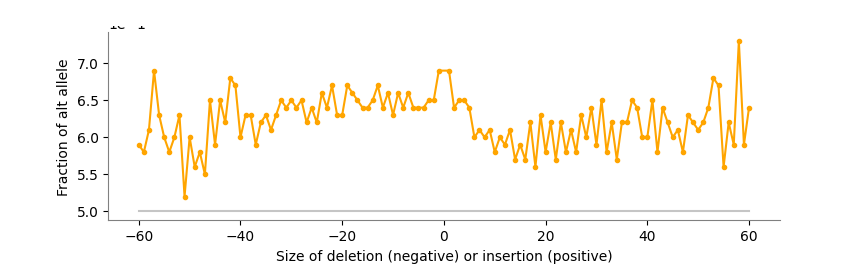 7.0
6.5
6.0
5.5
5.0
Fraction of alt allele
−60 −40 −20 0 20 40 60
Size of deletion (negative) or insertion (positive)